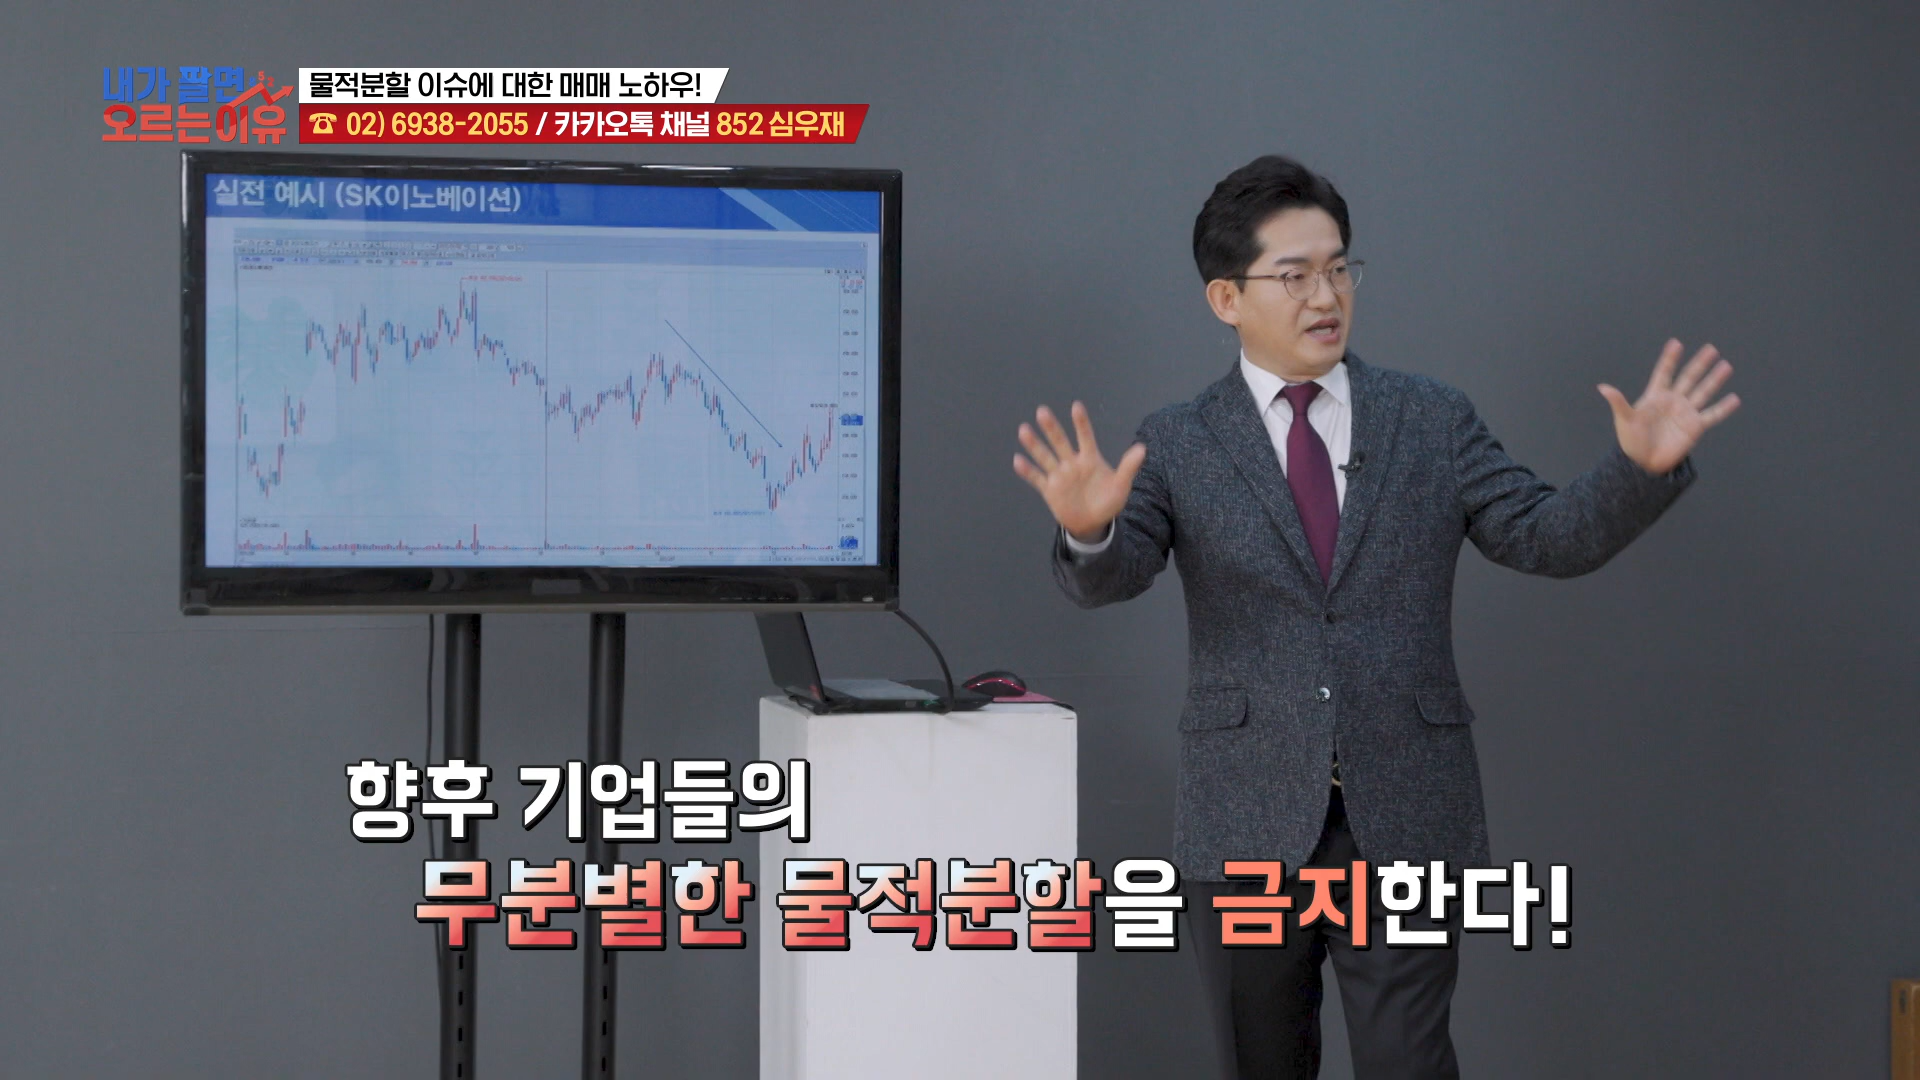 내가 팔면
오르는 이유
물적분할 이슈에 대한 매매 노하우!
☎ 02) 6938-2055 / 카카오톡 채널 852 심우재
실전 예시 (SK이노베이션)
향후 기업들의
무분별한 물적분할을 금지한다!